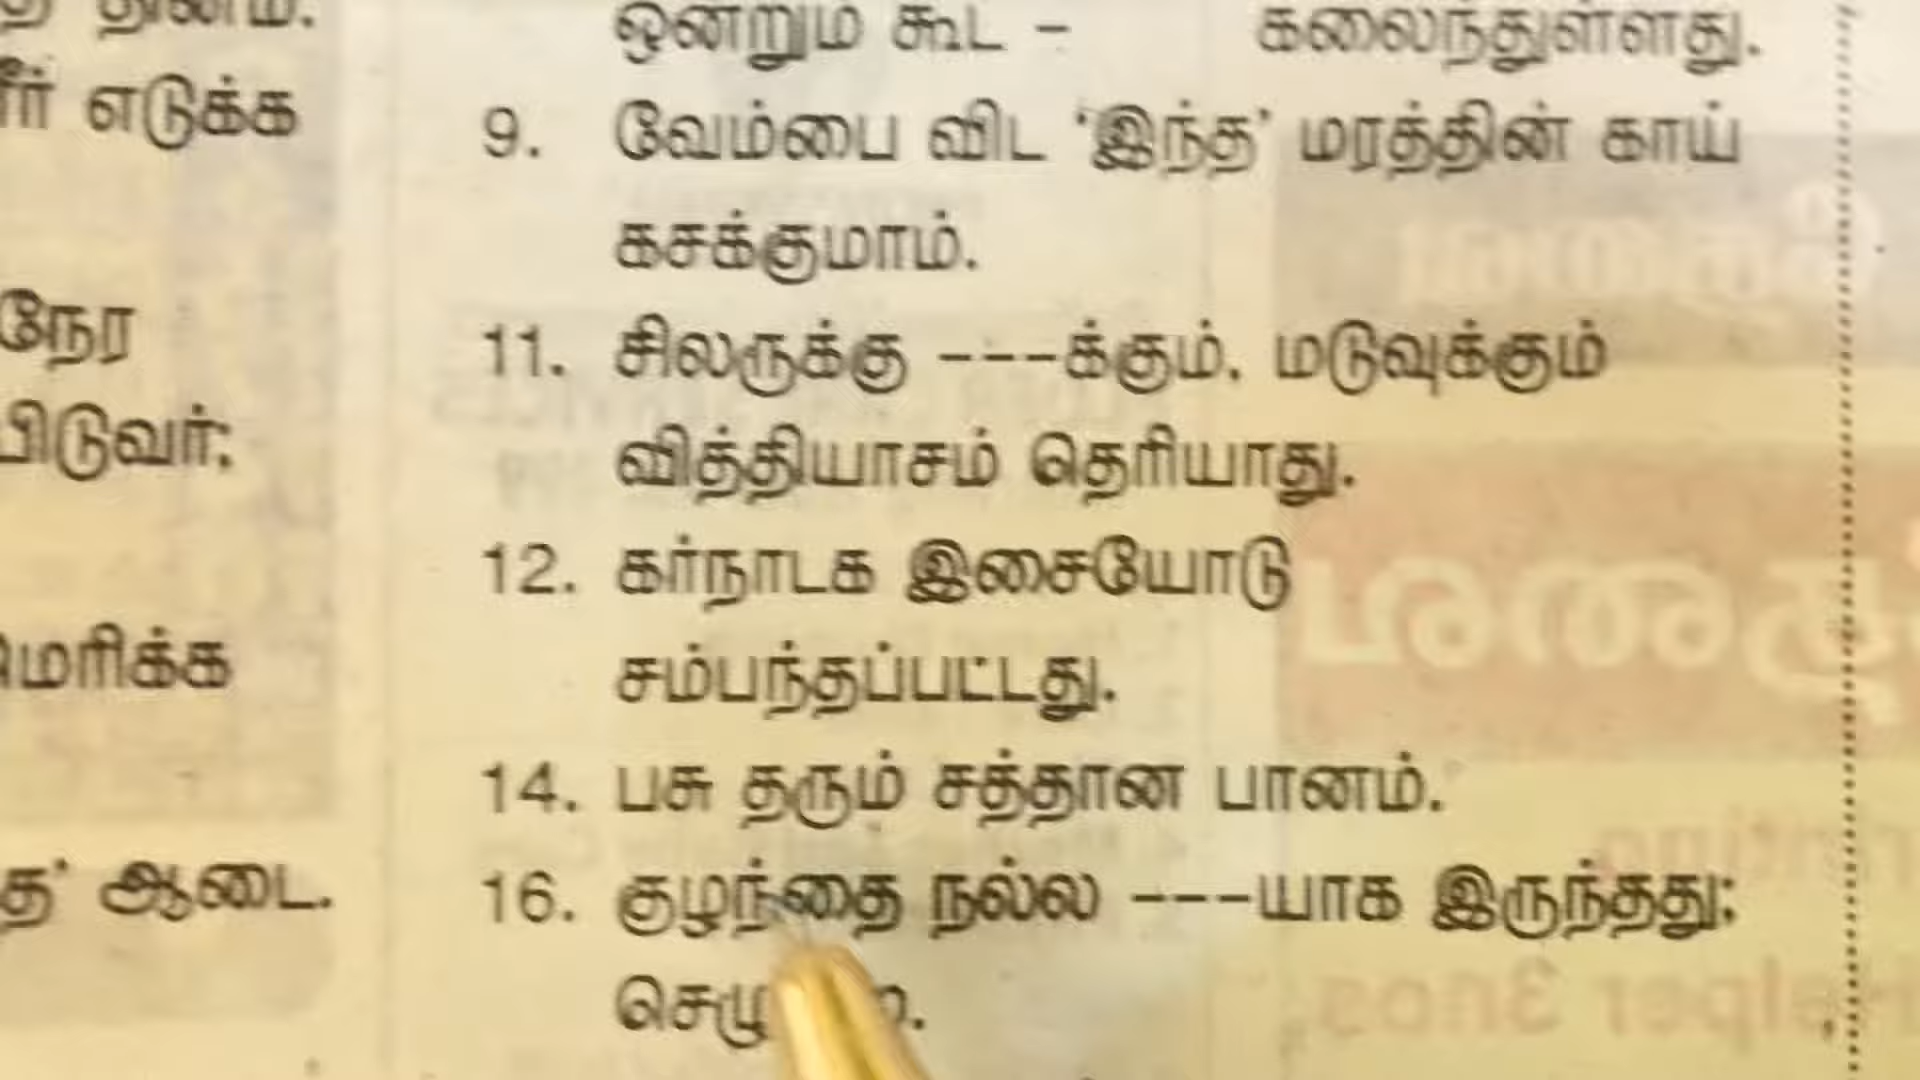 த' ஆடை.
ர் எடுக்க
நேர
பிடுவர்;
மெரிக்க
ஒன்றும் கூட – கலைந்துள்ளது.
9. வேம்பை விட 'இந்த' மரத்தின் காய்
கசக்குமாம்.
11. சிலருக்கு ---க்கும், மடுவுக்கும்
வித்தியாசம் தெரியாது.
12. கர்நாடக இசையோடு
சம்பந்தப்பட்டது.
14. பசு தரும் சத்தான பானம்.
16. குழந்தை நல்ல ---யாக இருந்தது;